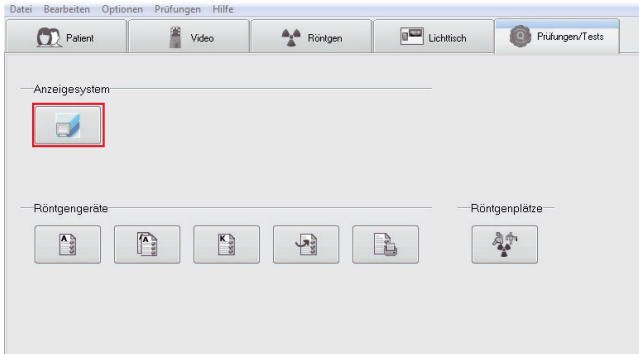 Datei Bearbeiten Optionen Prüfungen Hilfe
Patient Video Röntgen Lichttisch Prüfungen/Tests
Anzeigesystem
Röntgengeräte Röntgenplätze
A A K